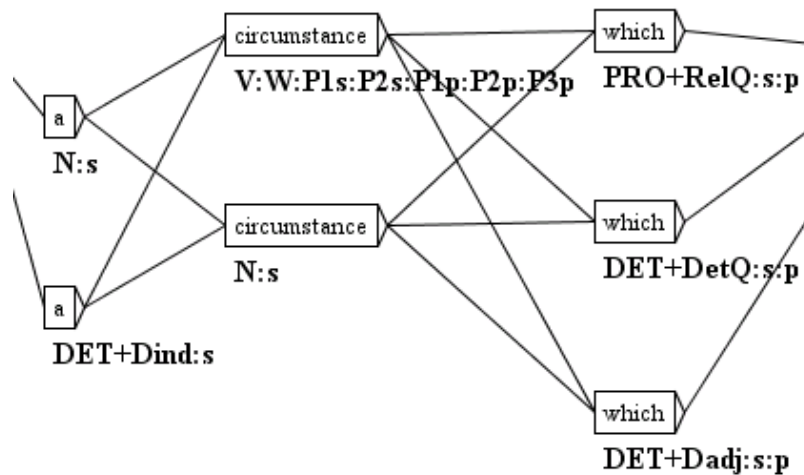 circumstance
which
V:W:P1s:P2s:P1p:P2p:P3p
PRO+RelQ:s:p
a
N:s
circumstance
which
N:s
DET+DetQ:s:p
a
DET+Dind:s
which
DET+Dadj:s:p